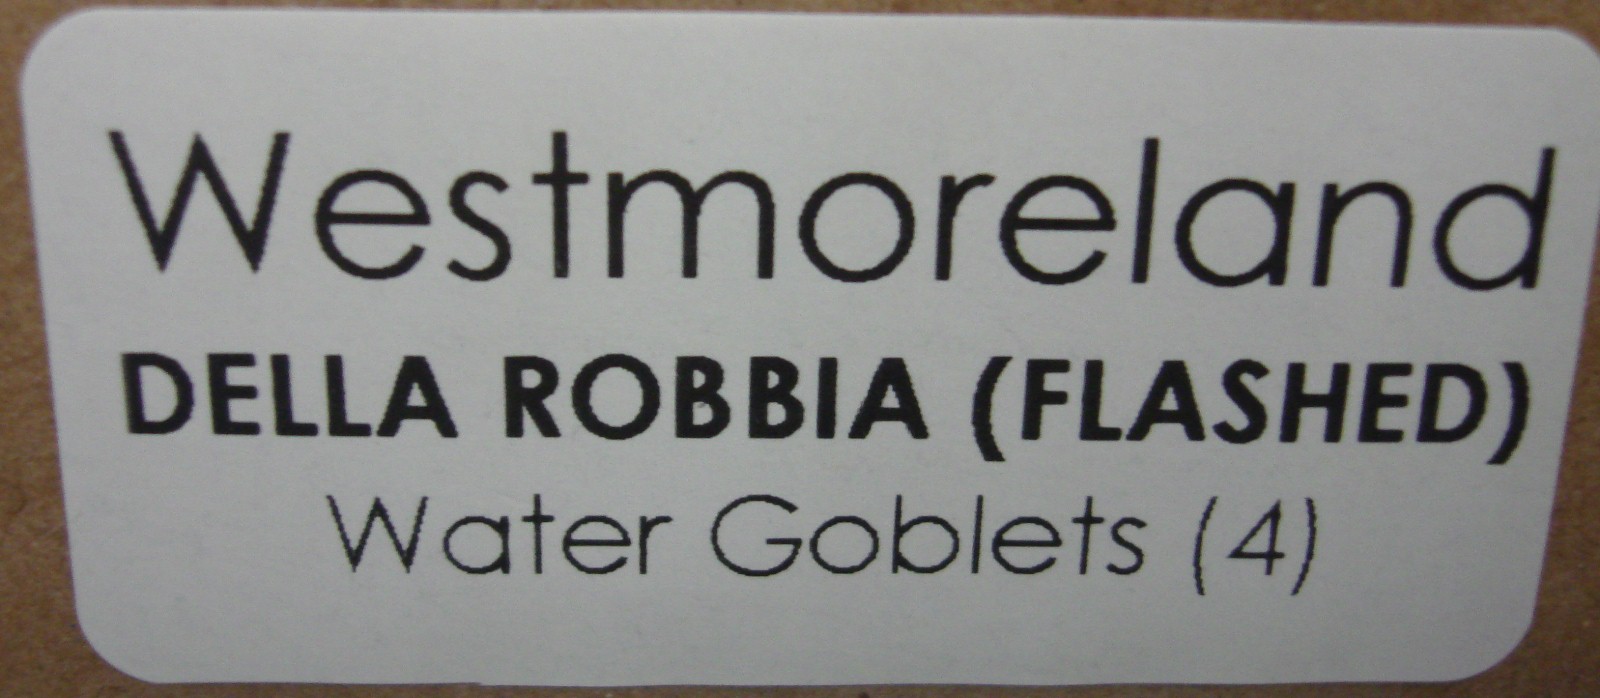 Westmoreland
DELLA ROBBIA (FLASHED)
Water Goblets (4)